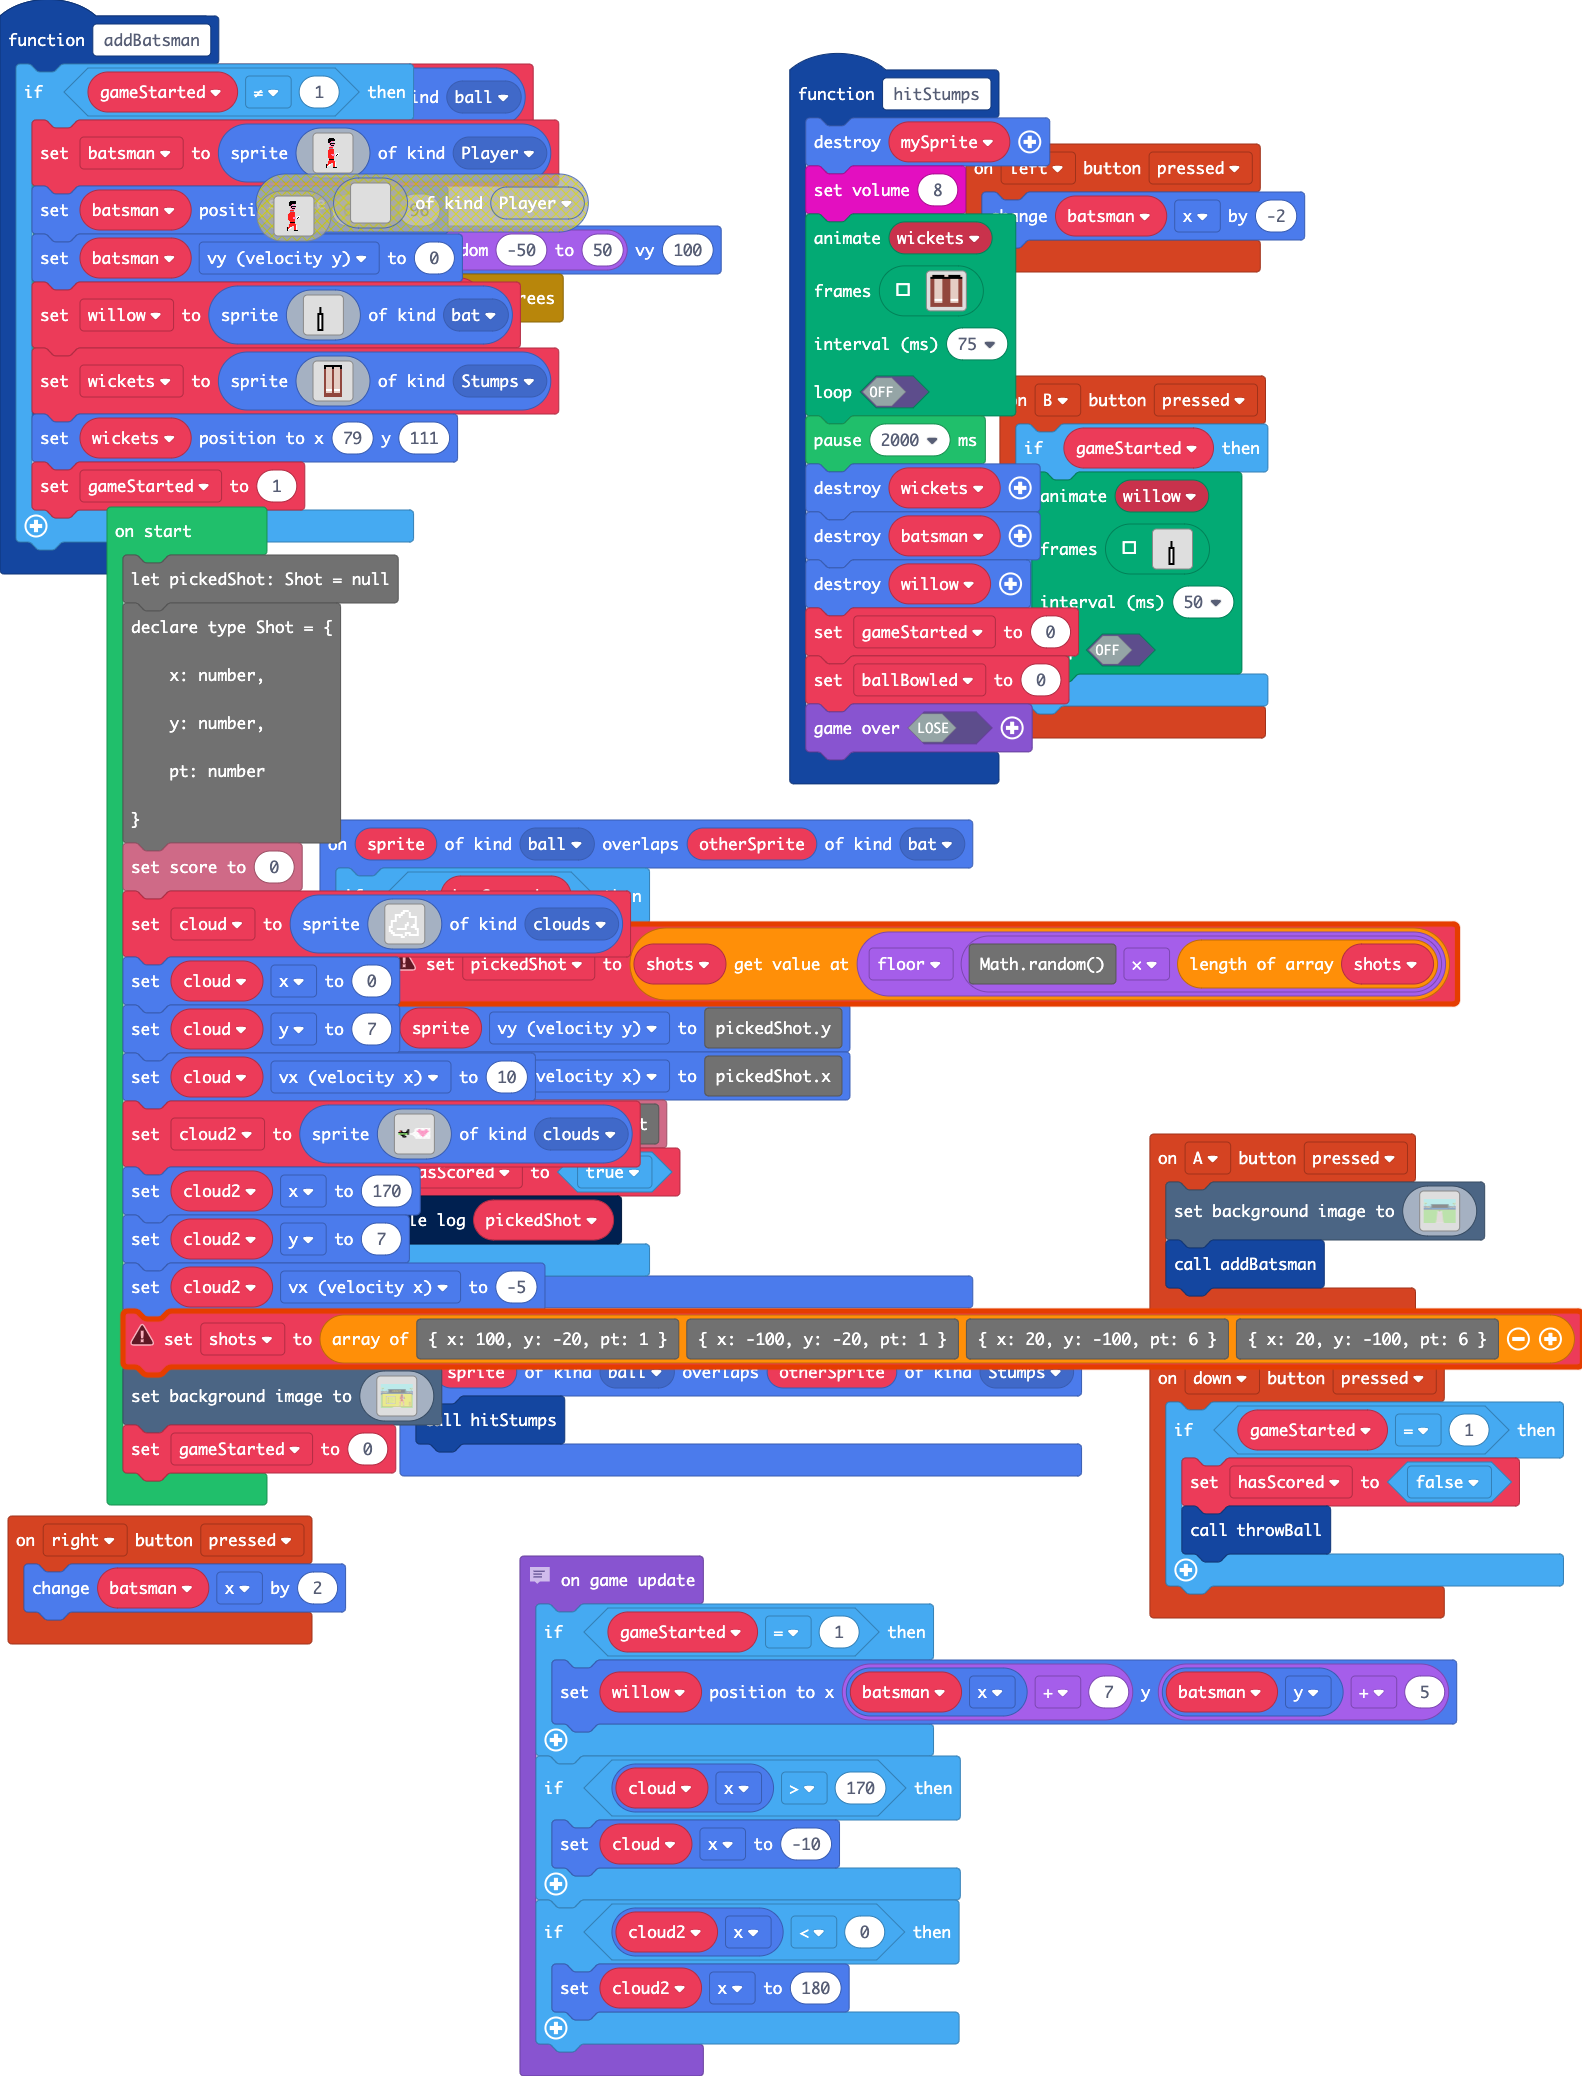 function addBatsman
if gameStarted ≠ 1 then
ind ball
set batsman to sprite of kind Player
set batsman positi
of kind Player
set batsman vy (velocity y) to 0
dom -50 to 50 vy 100
rees
set willow to sprite of kind bat
set wickets to sprite of kind Stumps
set wickets position to x 79 y 111
set gameStarted to 1
function hitStumps
destroy mySprite
set volume 8
animate wickets
frames
interval (ms) 75
loop OFF
pause 2000 ms
destroy wickets
destroy batsman
destroy willow
set gameStarted to 0
set ballBowled to 0
game over LOSE
on left button pressed
change batsman x by -2
on B button pressed
if gameStarted then
animate willow
frames
interval (ms) 50
OFF
on start
let pickedShot: Shot = null
declare type Shot = {
x: number,
y: number,
pt: number
}
set score to 0
set cloud to sprite of kind clouds
set cloud x to 0
set cloud y to 7
set cloud vx (velocity x) to 10
set cloud2 to sprite of kind clouds
set cloud2 x to 170
set cloud2 y to 7
set cloud2 vx (velocity x) to -5
set shots to array of { x: 100, y: -20, pt: 1 } { x: -100, y: -20, pt: 1 } { x: 20, y: -100, pt: 6 } { x: 20, y: -100, pt: 6 }
set background image to
set gameStarted to 0
on sprite of kind ball overlaps otherSprite of kind bat
set pickedShot to shots get value at floor Math.random() × length of array shots
sprite vy (velocity y) to pickedShot.y
velocity x) to pickedShot.x
t
asScored to true
le log pickedShot
sprite of kind ball overlaps otherSprite of kind Stumps
call hitStumps
on A button pressed
set background image to
call addBatsman
on down button pressed
if gameStarted = 1 then
set hasScored to false
call throwBall
on right button pressed
change batsman x by 2
on game update
if gameStarted = 1 then
set willow position to x batsman x + 7 y batsman y + 5
if cloud x > 170 then
set cloud x to -10
if cloud2 x < 0 then
set cloud2 x to 180